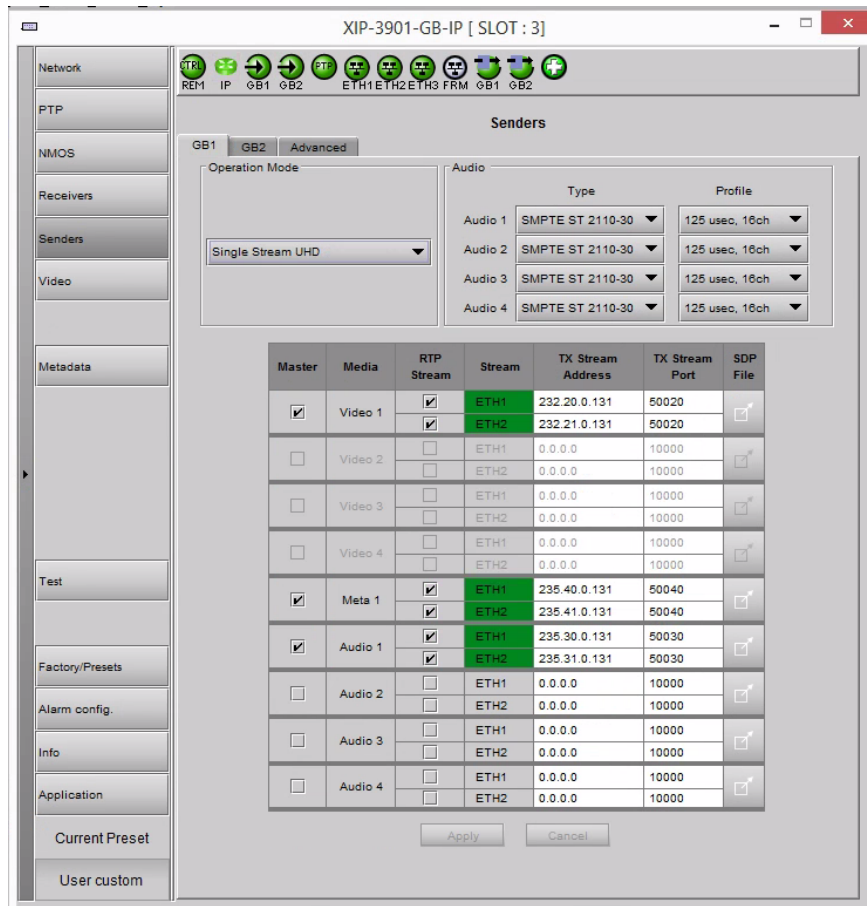 XIP-3901-GB-IP [ SLOT : 3]
CTRL
REM IP GB1 GB2 PTP ETH1 ETH2 ETH3 FRM GB1 GB2
Network
PTP
NMOS
Receivers
Senders
Video
Metadata
Test
Factory/Presets
Alarm config.
Info
Application
Current Preset
User custom
Senders
GB1 GB2 Advanced
Operation Mode
Single Stream UHD
Audio
Type Profile
Audio 1 SMPTE ST 2110-30 125 usec, 16ch
Audio 2 SMPTE ST 2110-30 125 usec, 16ch
Audio 3 SMPTE ST 2110-30 125 usec, 16ch
Audio 4 SMPTE ST 2110-30 125 usec, 16ch
Master Media RTP Stream Stream TX Stream Address TX Stream Port SDP File
Video 1 ETH1 232.20.0.131 50020
ETH2 232.21.0.131 50020
Video 2 ETH1 0.0.0.0 10000
ETH2 0.0.0.0 10000
Video 3 ETH1 0.0.0.0 10000
ETH2 0.0.0.0 10000
Video 4 ETH1 0.0.0.0 10000
ETH2 0.0.0.0 10000
Meta 1 ETH1 235.40.0.131 50040
ETH2 235.41.0.131 50040
Audio 1 ETH1 235.30.0.131 50030
ETH2 235.31.0.131 50030
Audio 2 ETH1 0.0.0.0 10000
ETH2 0.0.0.0 10000
Audio 3 ETH1 0.0.0.0 10000
ETH2 0.0.0.0 10000
Audio 4 ETH1 0.0.0.0 10000
ETH2 0.0.0.0 10000
Apply Cancel